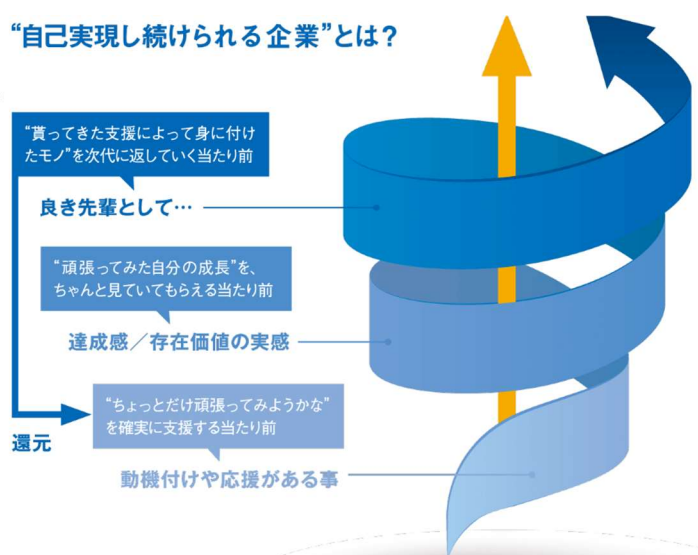 “自己実現し続けられる企業”とは？
“貰ってきた支援によって身に付け
たモノ”を次代に返していく当たり前
良き先輩として…
“頑張ってみた自分の成長”を、
ちゃんと見ていてもらえる当たり前
達成感／存在価値の実感
“ちょっとだけ頑張ってみようかな”
を確実に支援する当たり前
還元
動機付けや応援がある事